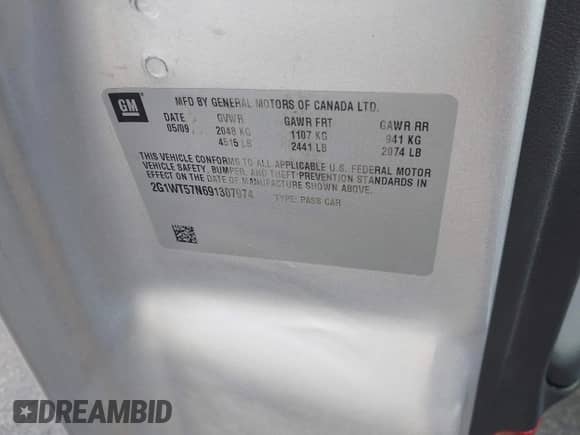 GM
MFD BY GENERAL MOTORS OF CANADA LTD.
DATE GVWR GAWR FRT GAWR RR
05/09 2048 KG 1107 KG 941 KG
4515 LB 2441 LB 2074 LB
THIS VEHICLE CONFORMS TO ALL APPLICABLE U.S. FEDERAL MOTOR
VEHICLE SAFETY, BUMPER, AND THEFT PREVENTION STANDARDS IN
EFFECT ON THE DATE OF MANUFACTURE SHOWN ABOVE.
2G1WT57N691307074 TYPE: PASS CAR
DREAMBID